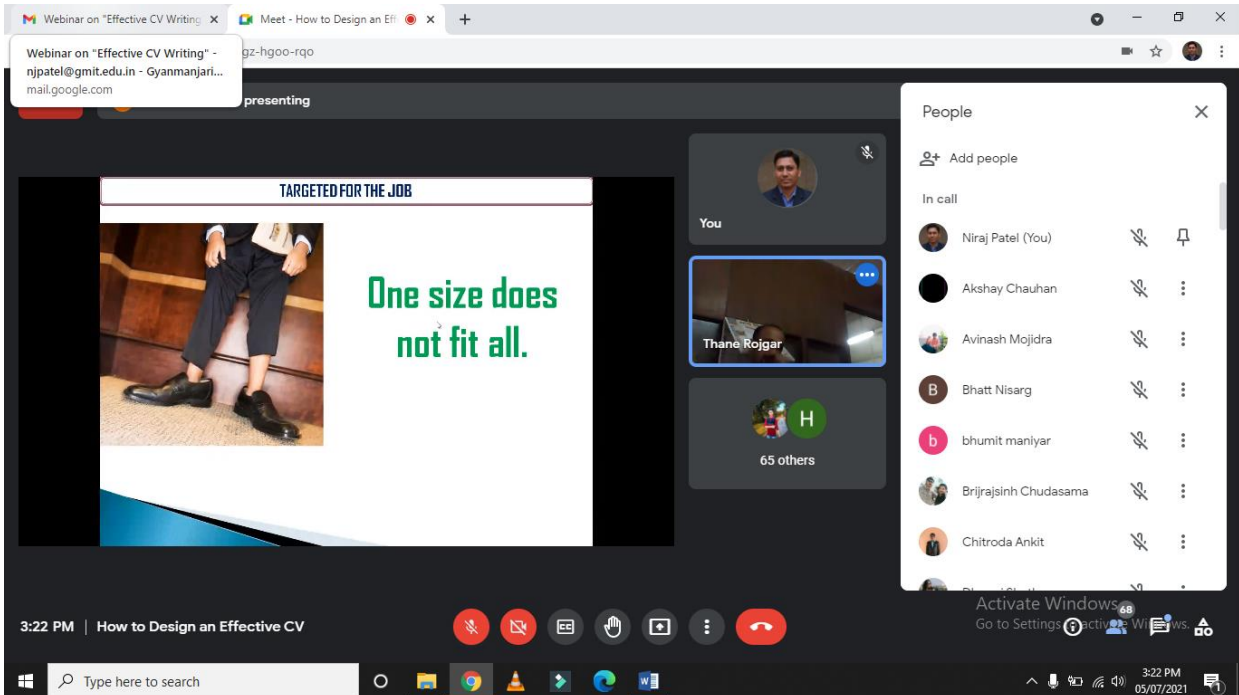 Webinar on "Effective CV Writing
Meet - How to Design an Eff
Webinar on "Effective CV Writing" -
njpatel@gmit.edu.in - Gyanmanjari...
mail.google.com
gz-hgoo-rqo
presenting
TARGETED FOR THE JOB
One size does
not fit all.
You
Thane Rojgar
H
65 others
People
Add people
In call
Niraj Patel (You)
Akshay Chauhan
Avinash Mojidra
B
Bhatt Nisarg
b
bhumit maniyar
Brijrajsinh Chudasama
Chitroda Ankit
Activate Windows
Go to Settings
68
3:22 PM | How to Design an Effective CV
Type here to search
3:22 PM
05/07/2021